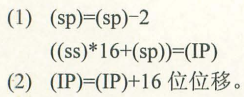 (1) (sp)=(sp)−2
((ss)*16+(sp))=(IP)
(2) (IP)=(IP)+16 位位移。